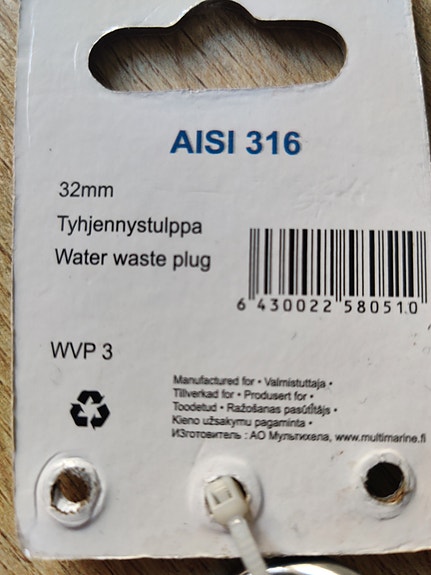 AISI 316
32mm
Tyhjennystulppa
Water waste plug
6 430022 580510
WVP 3
Manufactured for • Valmistuttaja •
Tillverkad for • Produsert for •
Toodetud • Ražošanas pasūtītājs •
Kieno užsakymu pagaminta •
Изготовитель : АО Мультихела, www.multimarine.fi